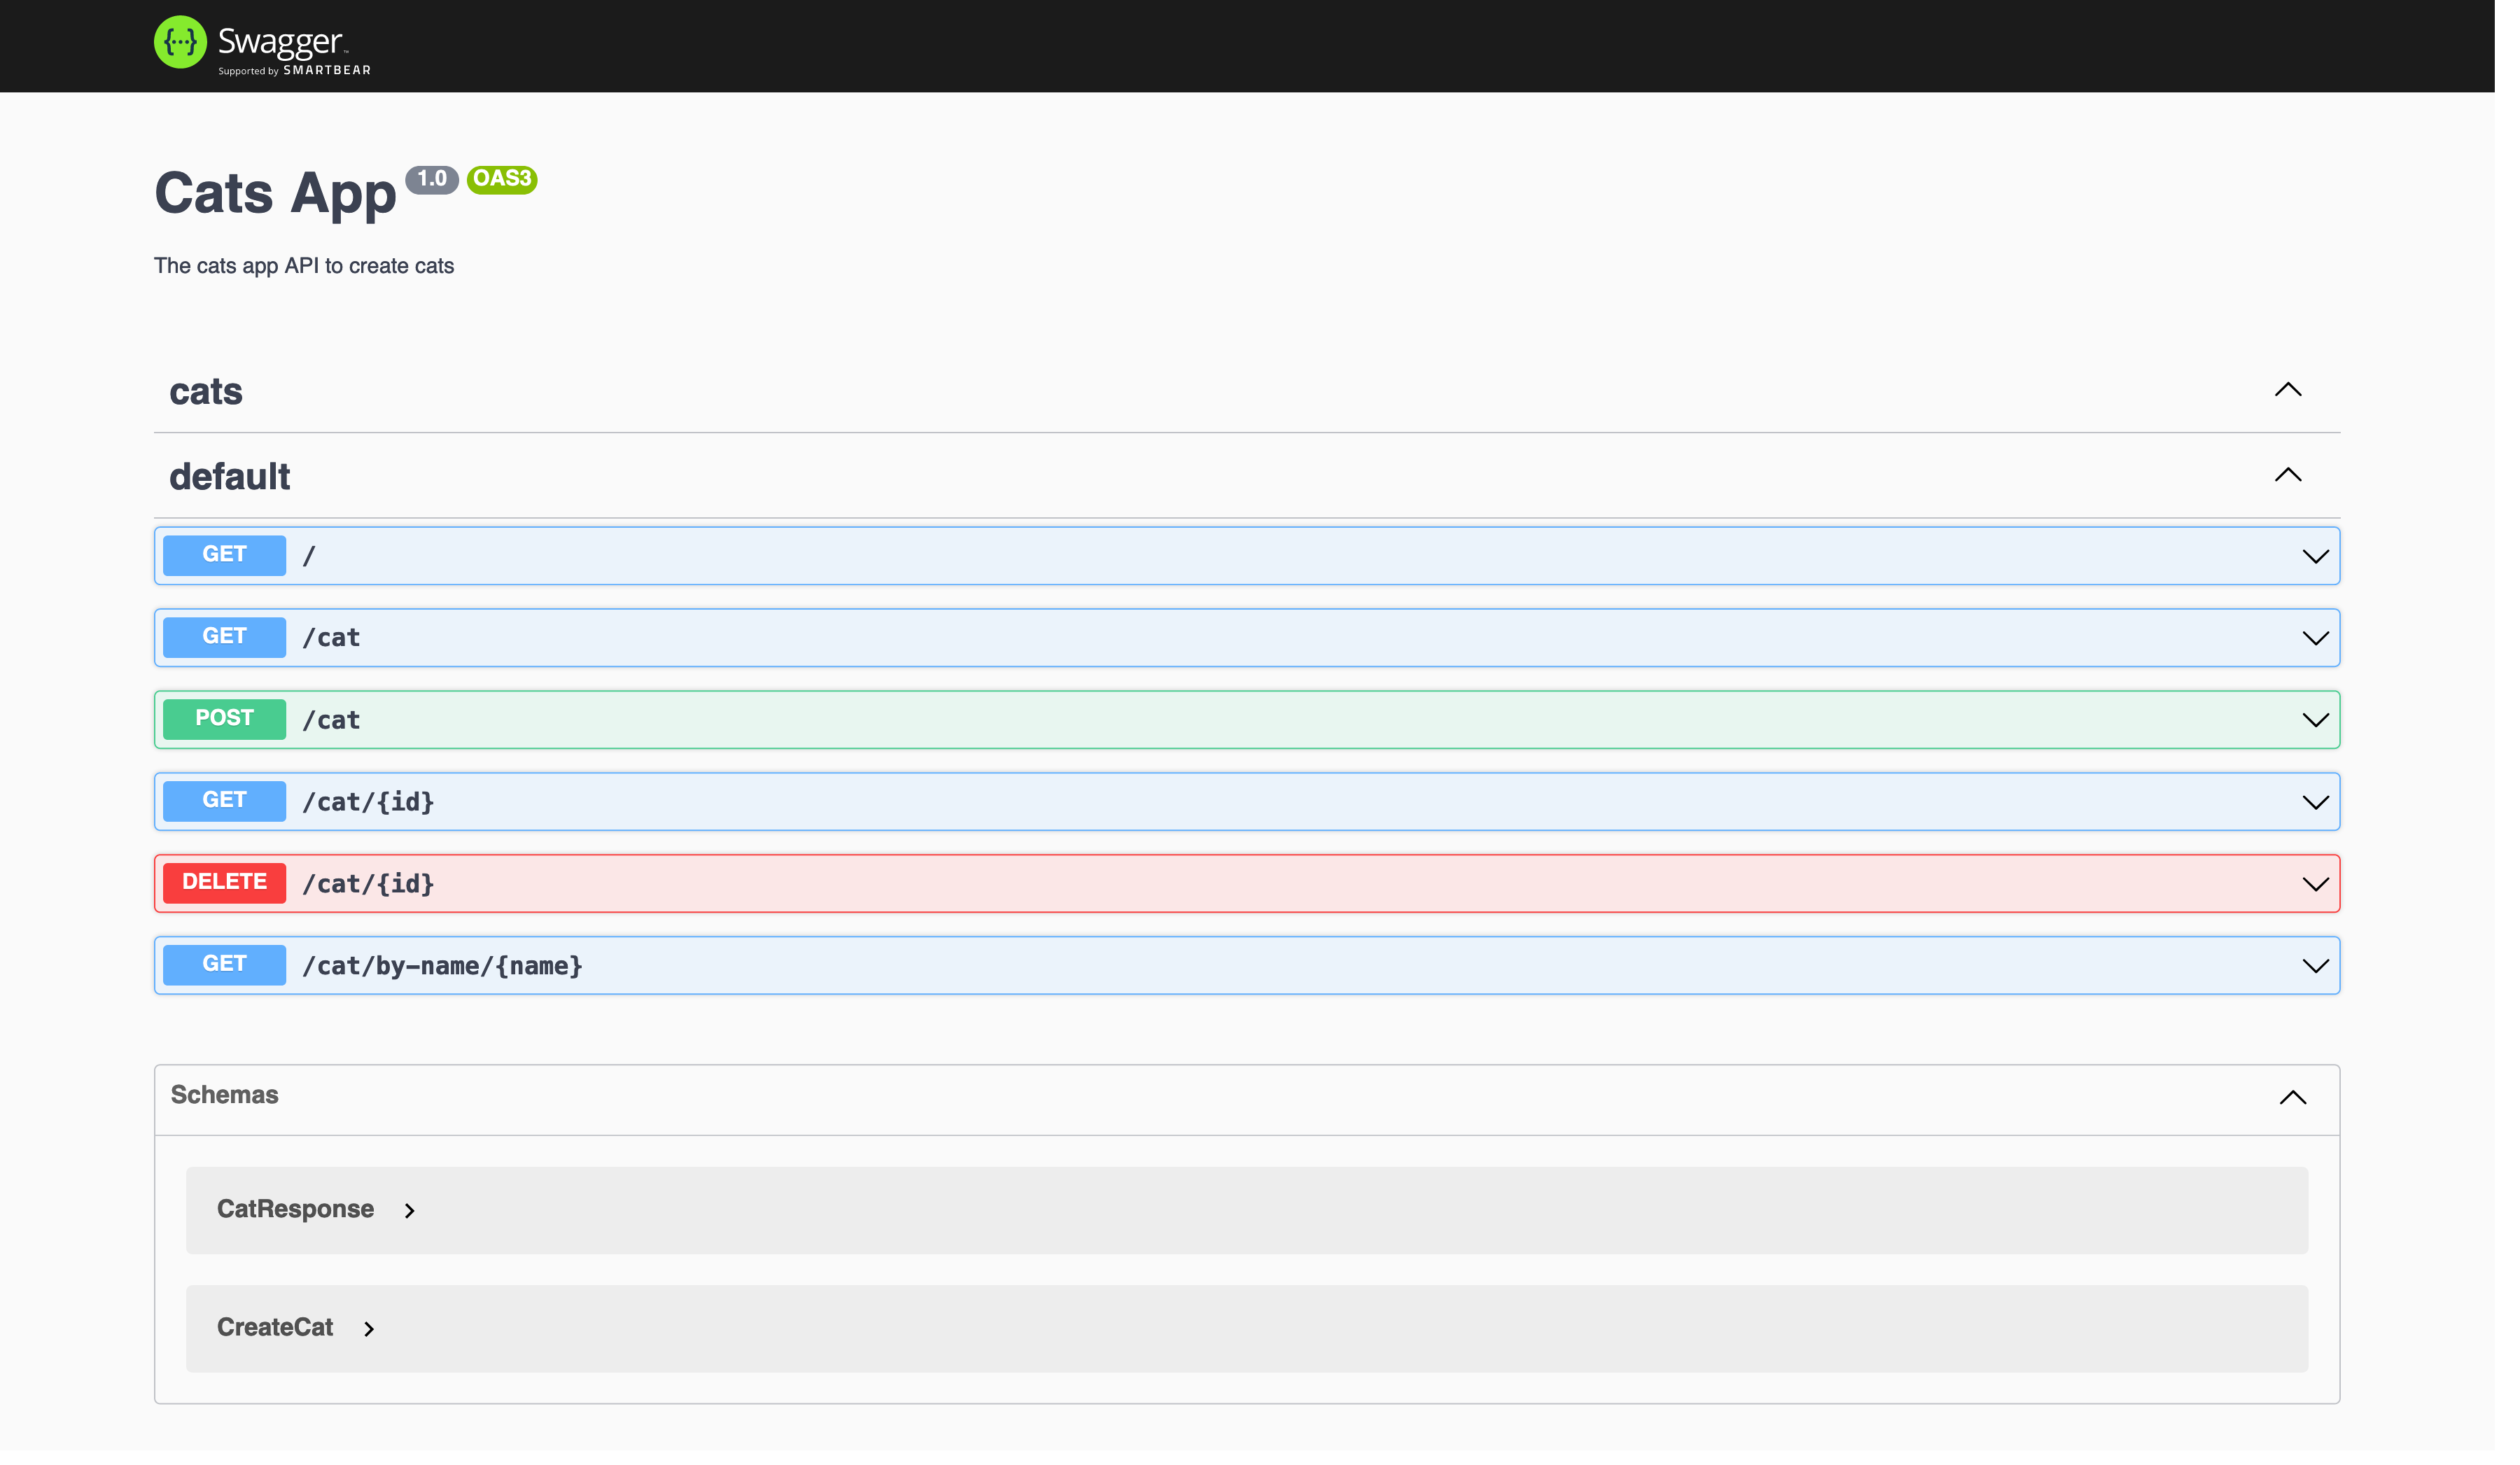 {···} Swagger™
Supported by SMARTBEAR
Cats App 1.0 OAS3
The cats app API to create cats
cats
default
GET /
GET /cat
POST /cat
GET /cat/{id}
DELETE /cat/{id}
GET /cat/by-name/{name}
Schemas
CatResponse
CreateCat